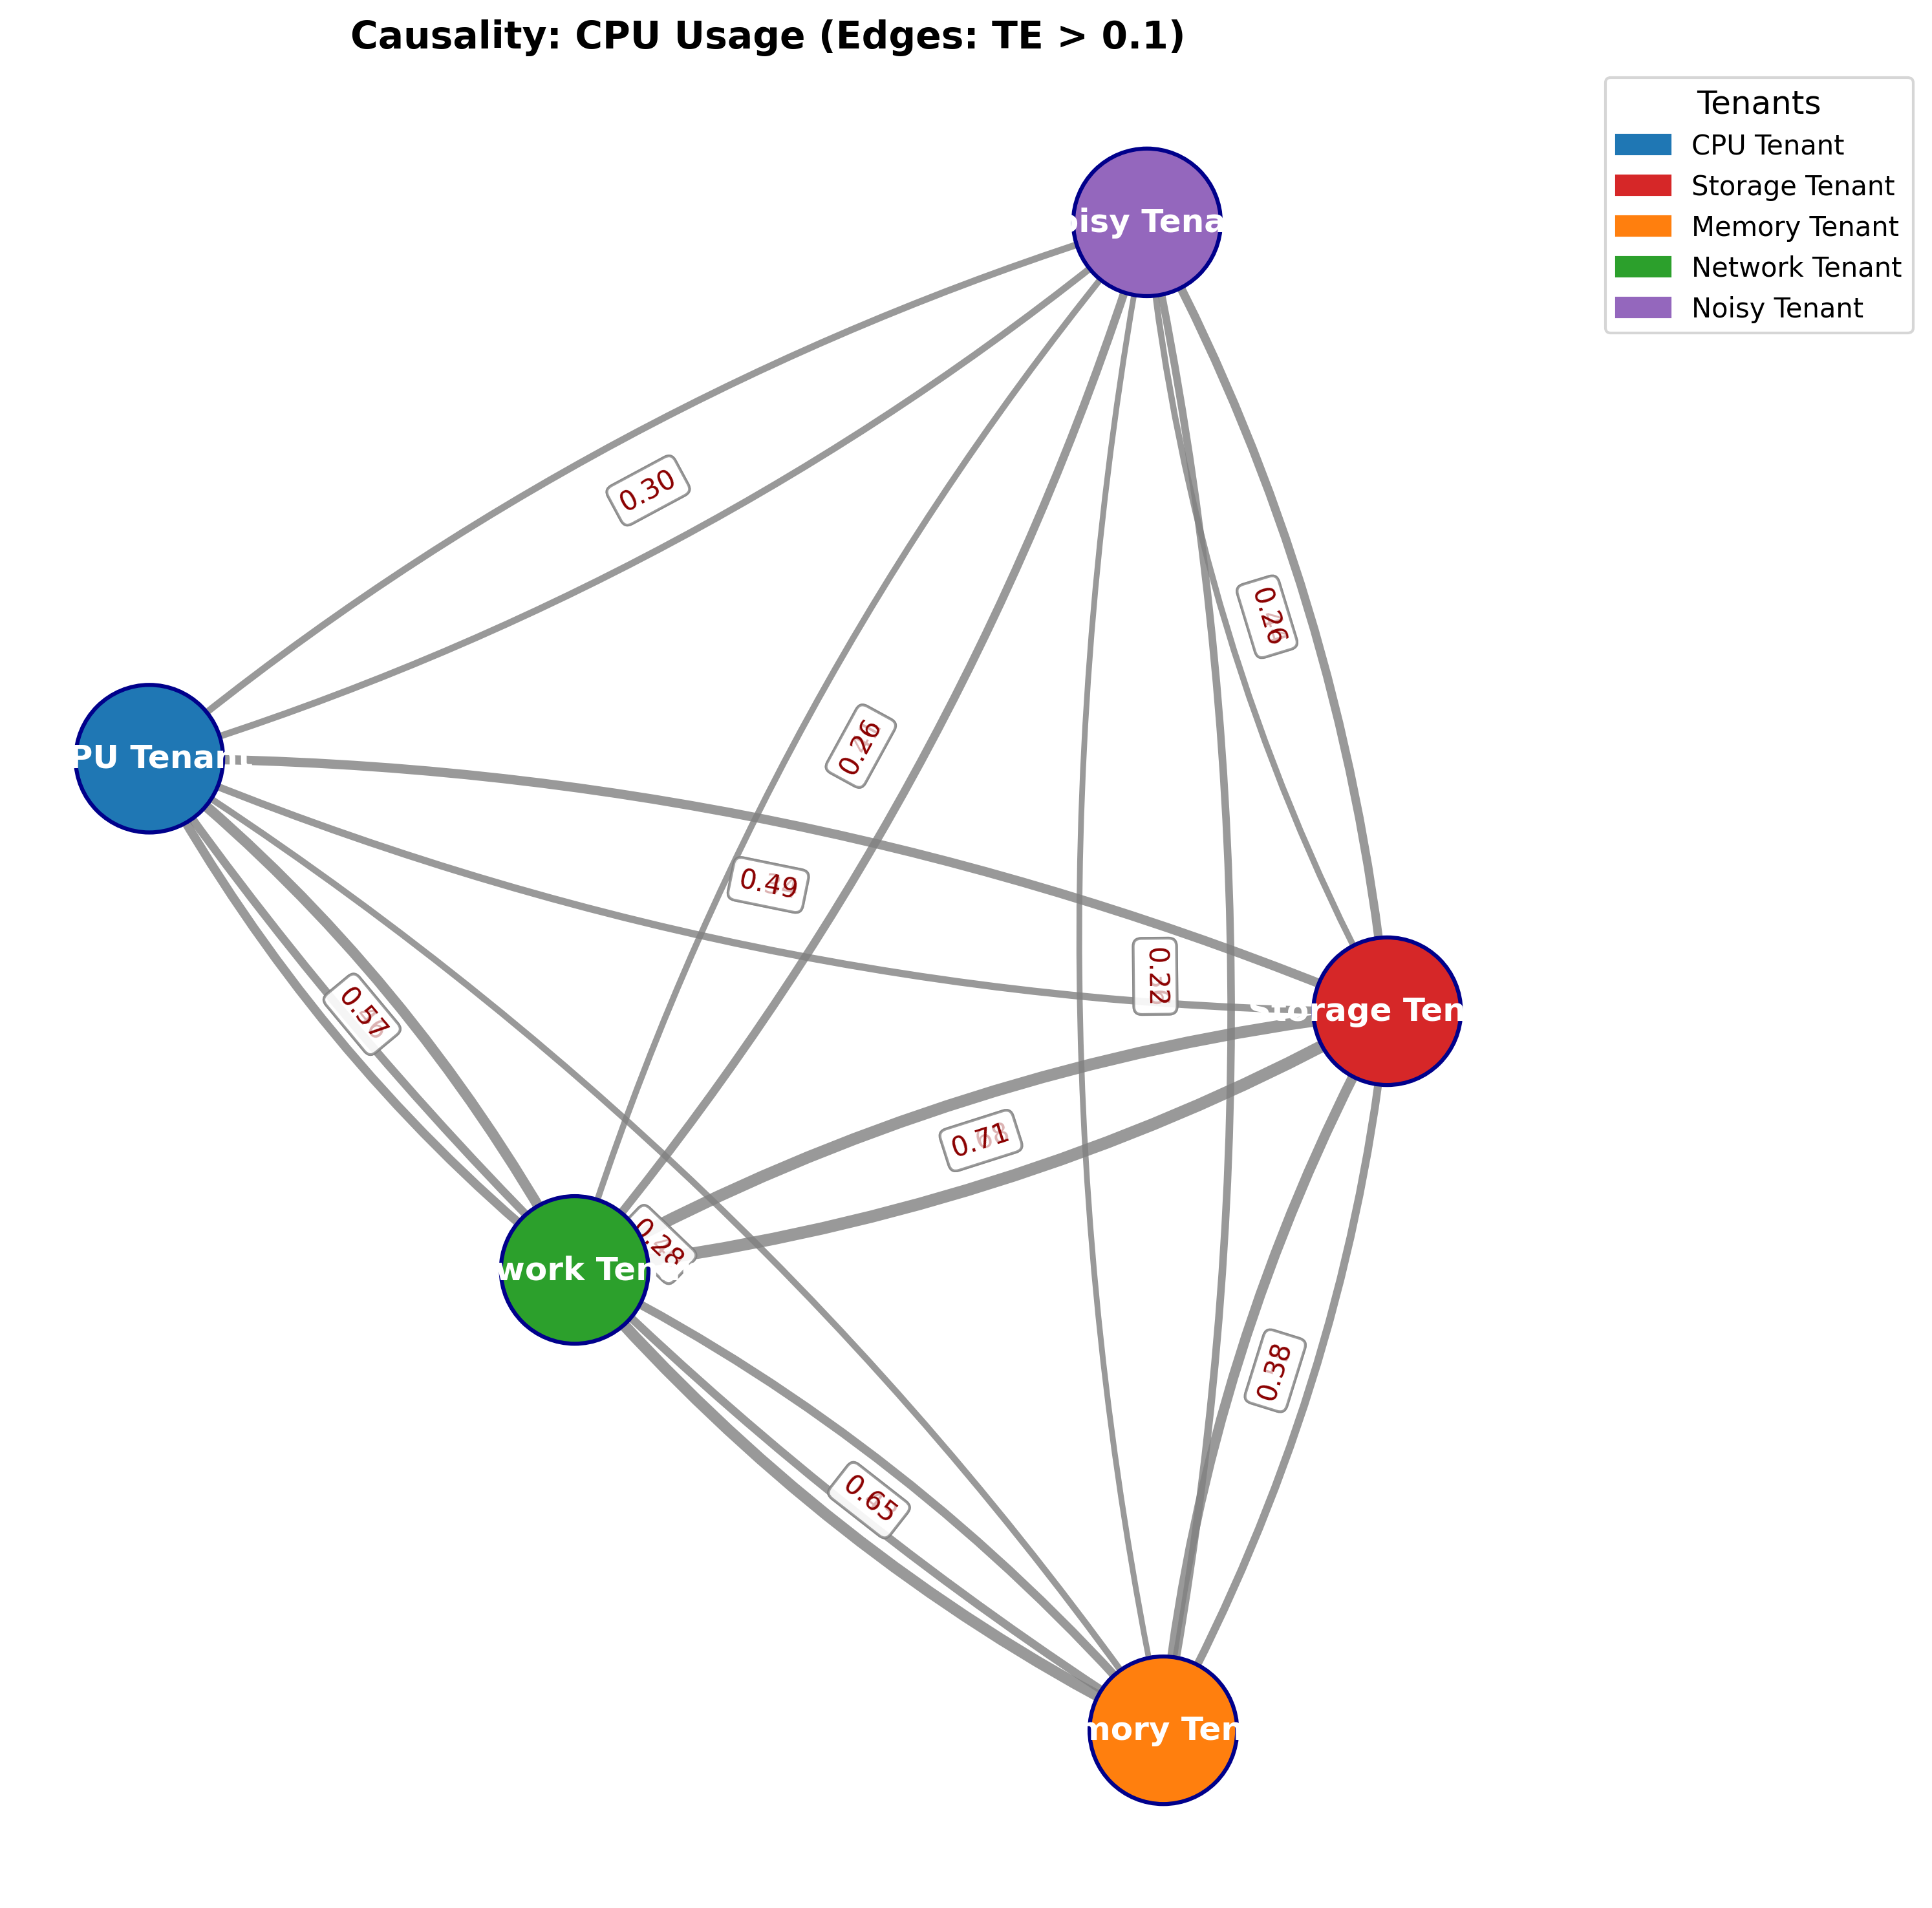 Causality: CPU Usage (Edges: TE > 0.1)
Tenants
CPU Tenant
Storage Tenant
Memory Tenant
Network Tenant
Noisy Tenant
oisy Tena
0.30
0.26
0.26
PU Tenan
0.49
0.22
0.57
Storage Ten
0.71
0.28
work Ten
0.38
0.65
mory Ten